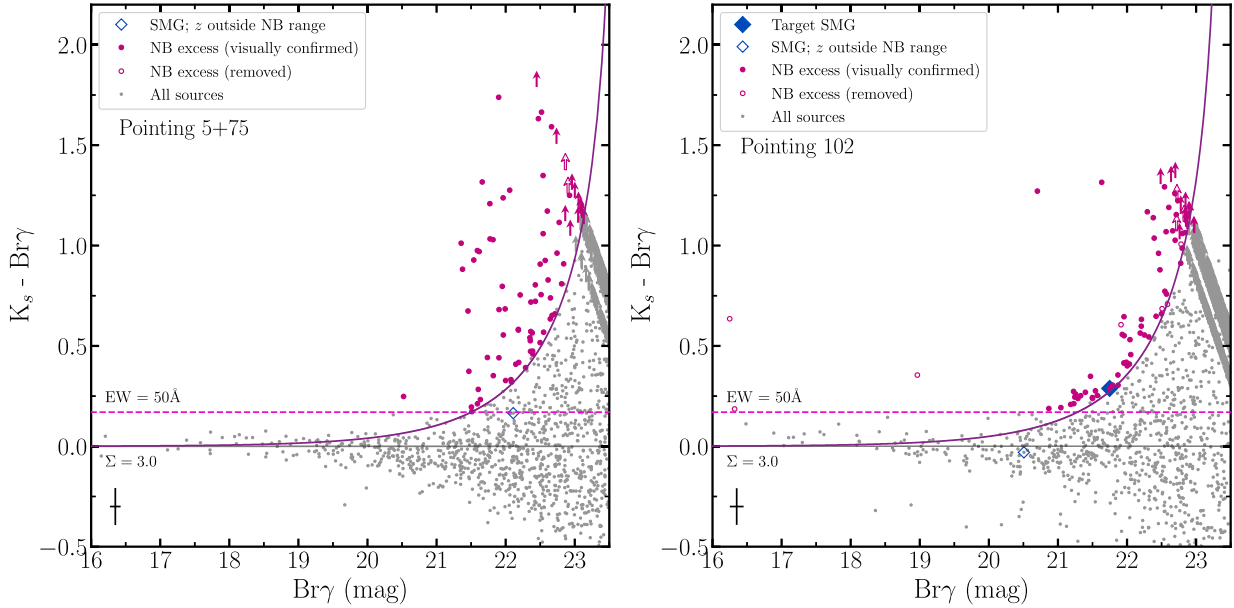 SMG; z outside NB range
NB excess (visually confirmed)
NB excess (removed)
All sources
Pointing 5+75
EW = 50Å
Σ = 3.0
2.0
1.5
1.0
0.5
0.0
−0.5
16 17 18 19 20 21 22 23
Brγ (mag)
K_s - Brγ
Target SMG
SMG; z outside NB range
NB excess (visually confirmed)
NB excess (removed)
All sources
Pointing 102
EW = 50Å
Σ = 3.0
2.0
1.5
1.0
0.5
0.0
−0.5
16 17 18 19 20 21 22 23
Brγ (mag)
K_s - Brγ